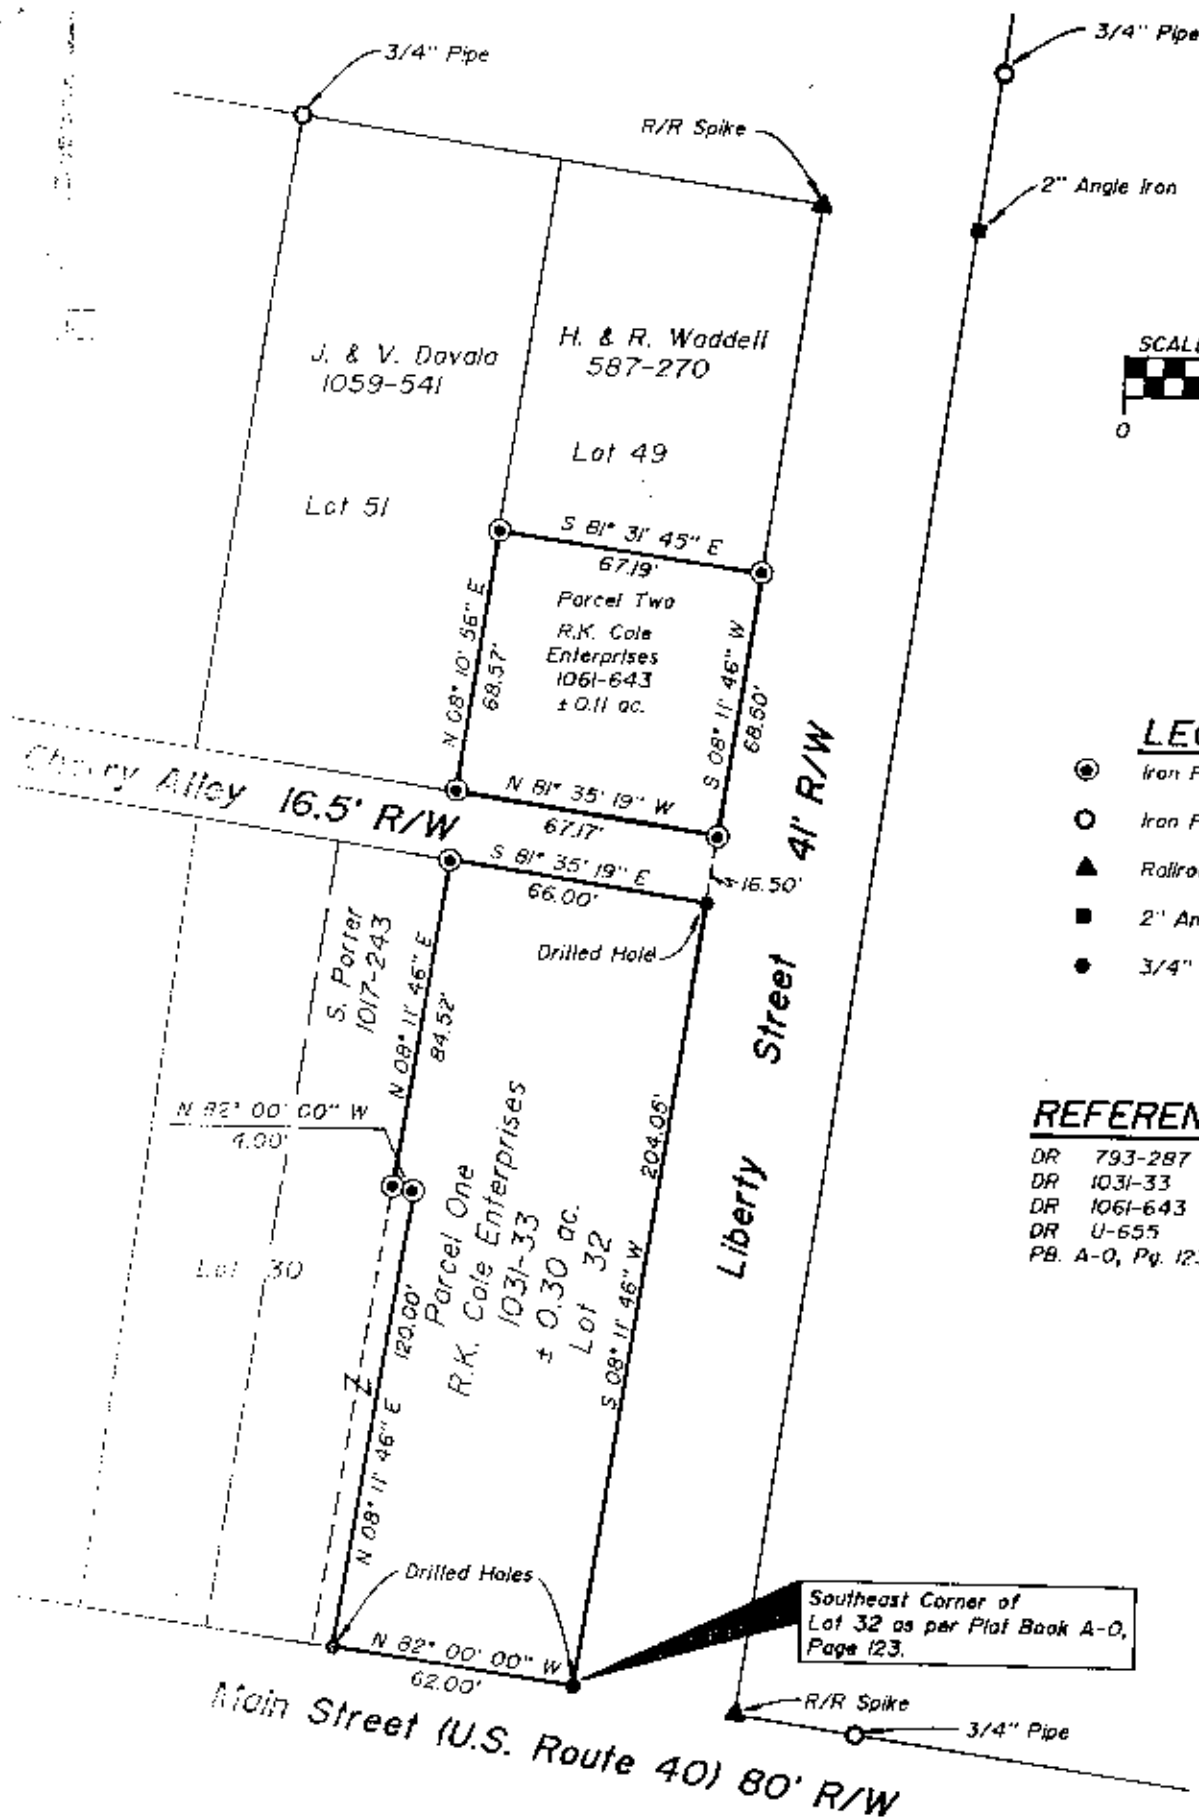 3/4" Pipe
3/4" Pipe
R/R Spike
2" Angle Iron
SCALE
0
J. & V. Davala
1059-541
H. & R. Waddell
587-270
Lot 49
Lot 51
S 81° 31' 45" E
67.19'
Parcel Two
R.K. Cole
Enterprises
1061-643
± 0.11 ac.
N 08° 10' 56" E
68.57'
S 08° 11' 46" W
68.50'
N 81° 35' 19" W
67.17'
Cherry Alley 16.5' R/W
S 81° 35' 19" E
66.00'
16.50'
Drilled Hole
Liberty Street 41' R/W
Iron
Iron
2"
3/4"
S. Porter
1017-243
N 08° 11' 46" E
84.52'
N 82° 00' 00" W
4.00'
Lot 30
Parcel One
R.K. Cole Enterprises
1031-33
± 0.30 ac.
Lot 32
204.06'
S 08° 11' 46" W
120.00'
N 08° 11' 46" E
Z
DR 793-287
DR 1031-33
DR 1061-643
DR U-655
PB. A-O, Pg.
Drilled Holes
N 82° 00' 00" W
62.00'
Southeast Corner of
Lot 32 as per Plat Book A-O,
Page 123.
R/R Spike
3/4" Pipe
Main Street (U.S. Route 40) 80' R/W